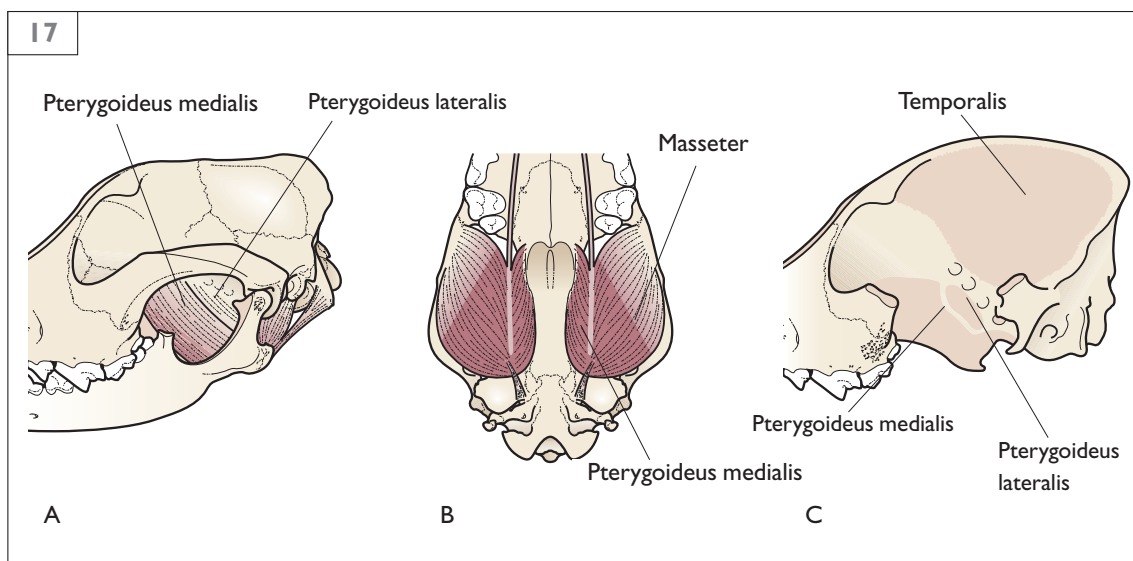 17
Pterygoideus medialis
Pterygoideus lateralis
Masseter
Temporalis
Pterygoideus medialis
Pterygoideus medialis
Pterygoideus
lateralis
A
B
C